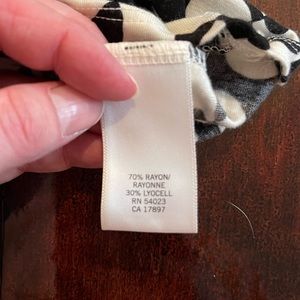 70% RAYON/
RAYONNE
30% LYOCELL
RN 54023
CA 17897